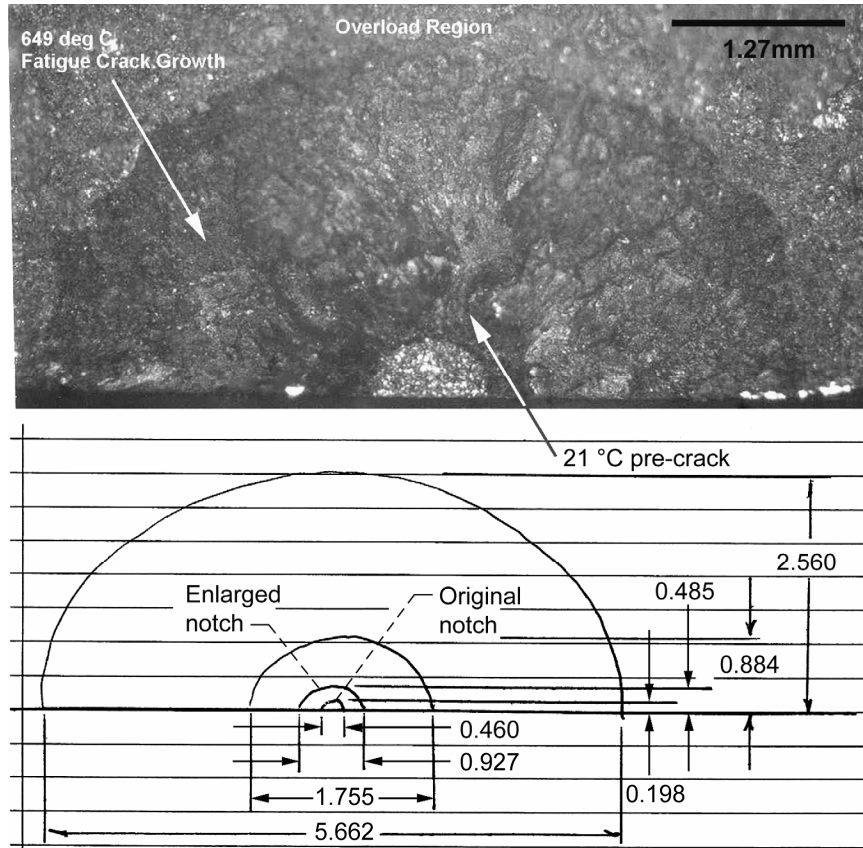 Overload Region
1.27mm
649 deg C
Fatigue Crack Growth
21 °C pre-crack
2.560
Enlarged
notch
Original
notch
0.485
0.884
0.460
0.927
0.198
1.755
5.662